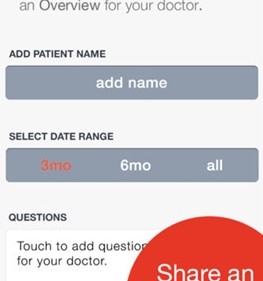 an Overview for your doctor.
ADD PATIENT NAME
add name
SELECT DATE RANGE
3mo 6mo all
QUESTIONS
Touch to add question
for your doctor.
Share an